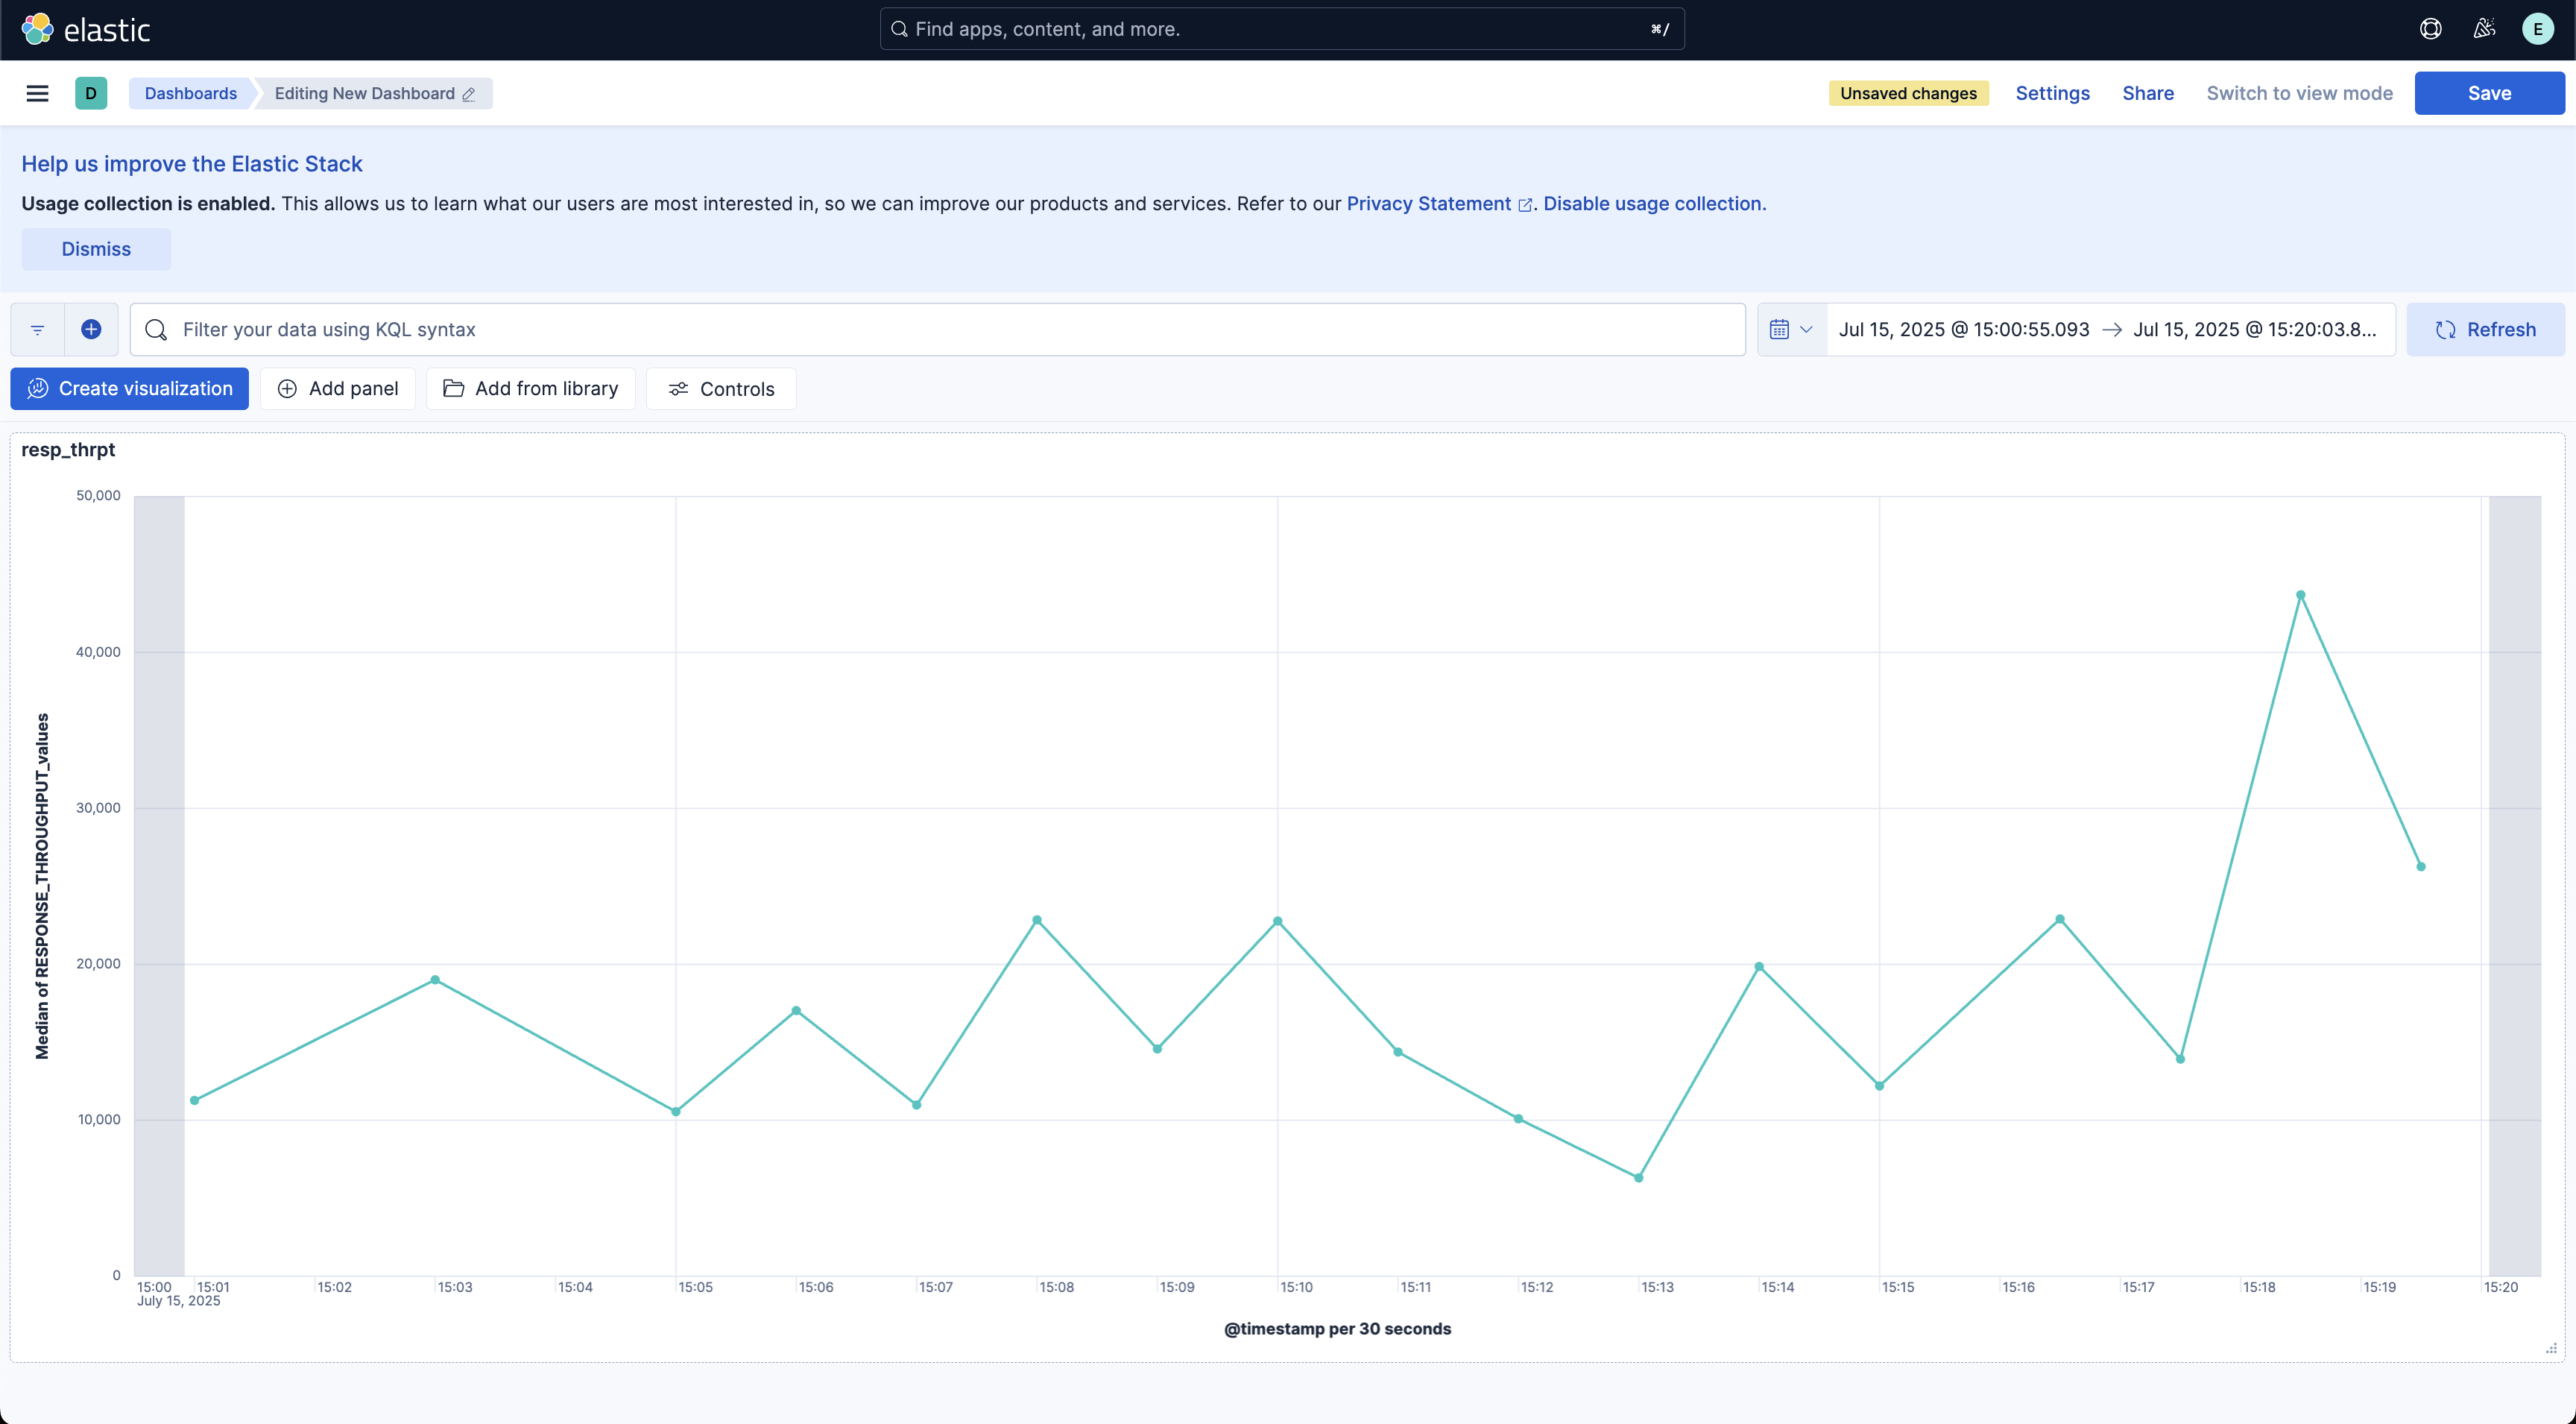 elastic
Find apps, content, and more.
⌘/
E
D
Dashboards
Editing New Dashboard
Unsaved changes
Settings
Share
Switch to view mode
Save
Help us improve the Elastic Stack
Usage collection is enabled. This allows us to learn what our users are most interested in, so we can improve our products and services. Refer to our Privacy Statement . Disable usage collection.
Dismiss
Filter your data using KQL syntax
Jul 15, 2025 @ 15:00:55.093 → Jul 15, 2025 @ 15:20:03.8...
Refresh
Create visualization
Add panel
Add from library
Controls
resp_thrpt
Median of RESPONSE_THROUGHPUT_values
50,000
40,000
30,000
20,000
10,000
0
15:00 15:01 15:02 15:03 15:04 15:05 15:06 15:07 15:08 15:09 15:10 15:11 15:12 15:13 15:14 15:15 15:16 15:17 15:18 15:19 15:20
July 15, 2025
@timestamp per 30 seconds